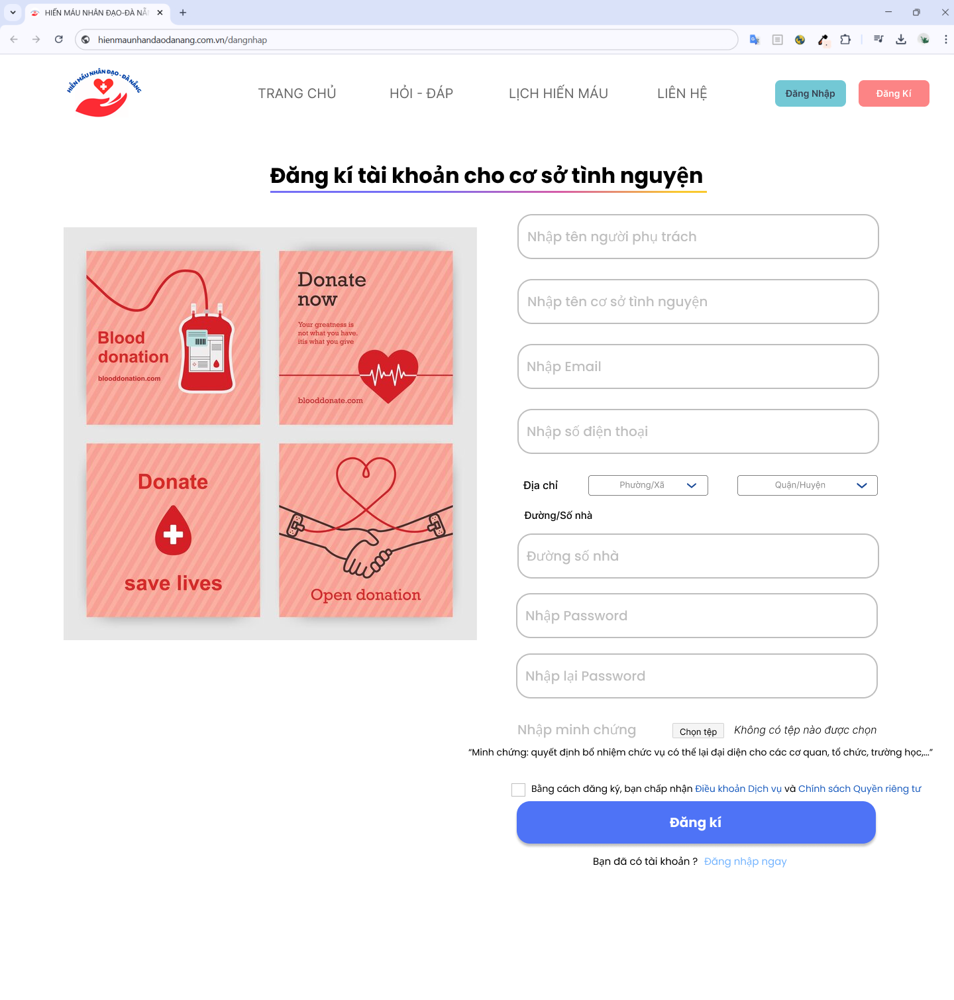 HIẾN MÁU NHÂN ĐẠO-ĐÀ NẴN
hienmaunhandaodanang.com.vn/dangnhap
HIẾN MÁU NHÂN ĐẠO - ĐÀ NẴNG
TRANG CHỦ
HỎI - ĐÁP
LỊCH HIẾN MÁU
LIÊN HỆ
Đăng Nhập
Đăng Kí
Đăng kí tài khoản cho cơ sở tình nguyện
Blood
donation
blooddonation.com
Donate
now
Your greatness is
not what you have.
itis what you give
blooddonate.com
Donate
save lives
Open donation
Nhập tên người phụ trách
Nhập tên cơ sở tình nguyện
Nhập Email
Nhập số điện thoại
Địa chỉ
Phường/Xã
Quận/Huyện
Đường/Số nhà
Đường số nhà
Nhập Password
Nhập lại Password
Nhập minh chứng
Chọn tệp
Không có tệp nào được chọn
“Minh chứng: quyết định bổ nhiệm chức vụ có thể lại đại diện cho các cơ quan, tổ chức, trường học,...”
Bằng cách đăng ký, bạn chấp nhận Điều khoản Dịch vụ và Chính sách Quyền riêng tư
Đăng kí
Bạn đã có tài khoản ? Đăng nhập ngay